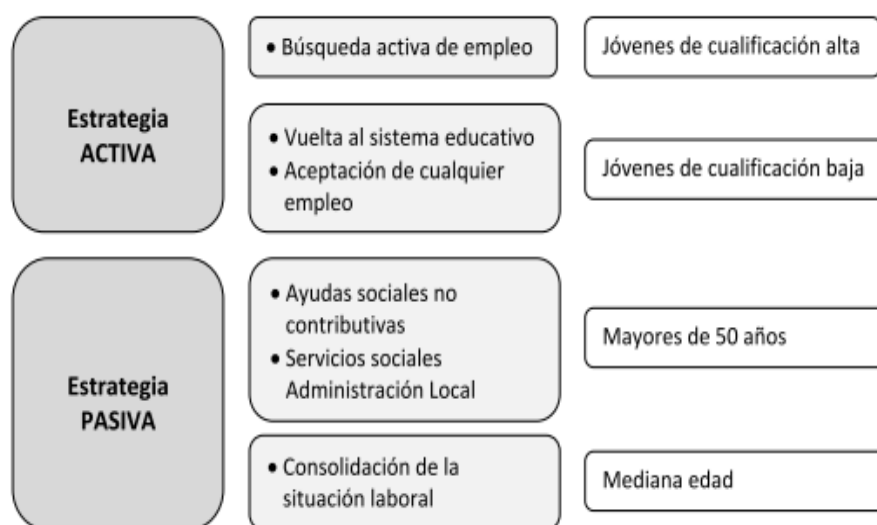 Estrategia
ACTIVA
• Búsqueda activa de empleo
Jóvenes de cualificación alta
• Vuelta al sistema educativo
• Aceptación de cualquier
empleo
Jóvenes de cualificación baja
Estrategia
PASIVA
• Ayudas sociales no
contributivas
• Servicios sociales
Administración Local
Mayores de 50 años
• Consolidación de la
situación laboral
Mediana edad